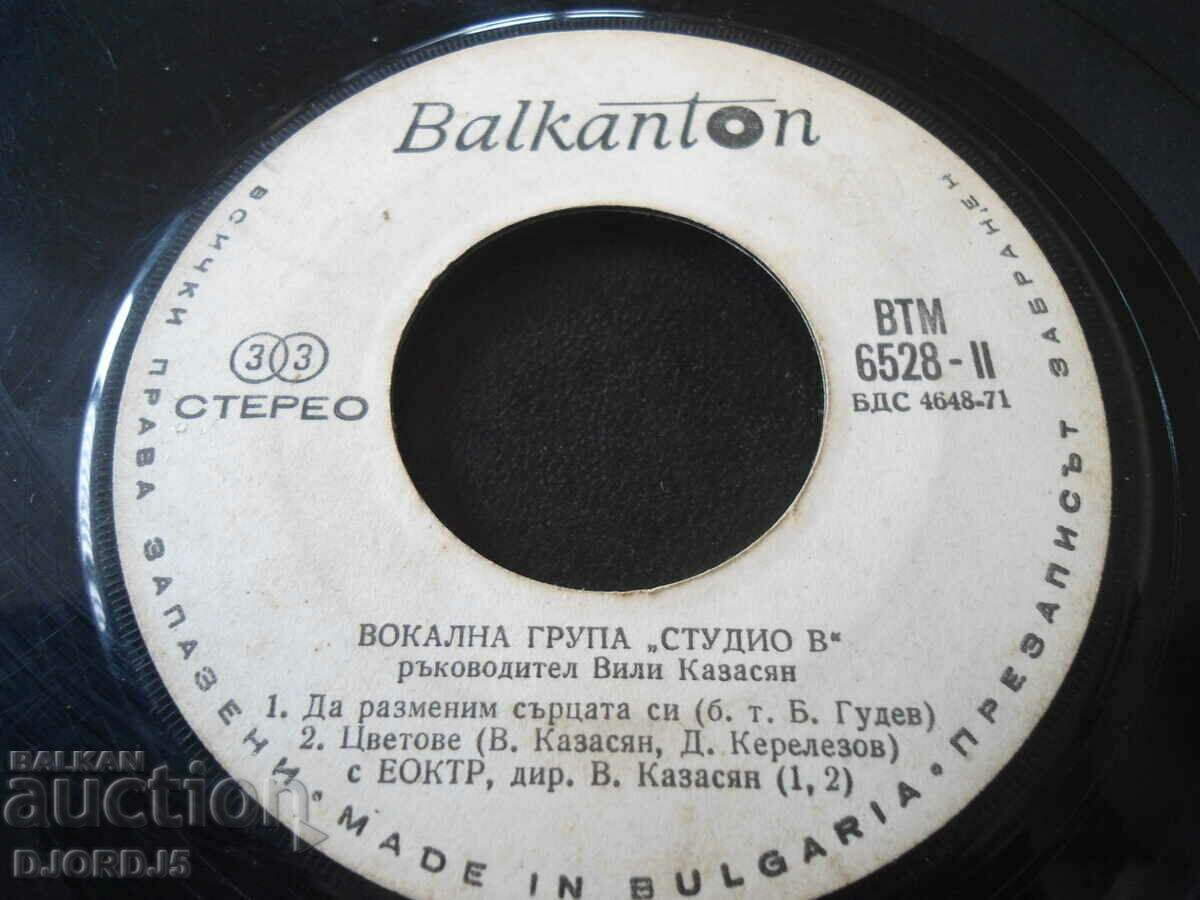 Balkanton
ВСИЧКИ ПРАВА ЗАПАЗЕНИ • MADE IN BULGARIA • ПРЕЗАПИСЪТ ЗАБРАНЕН
33
СТЕРЕО
ВТМ
6528 - II
БДС 4648-71
ВОКАЛНА ГРУПА „СТУДИО В“
ръководител Вили Казасян
1. Да разменим сърцата си (б. т. Б. Гудев)
2. Цветове (В. Казасян, Д. Керелезов)
с ЕОКТР, дир. В. Казасян (1, 2)
BALKAN
auction
DJORDJ5